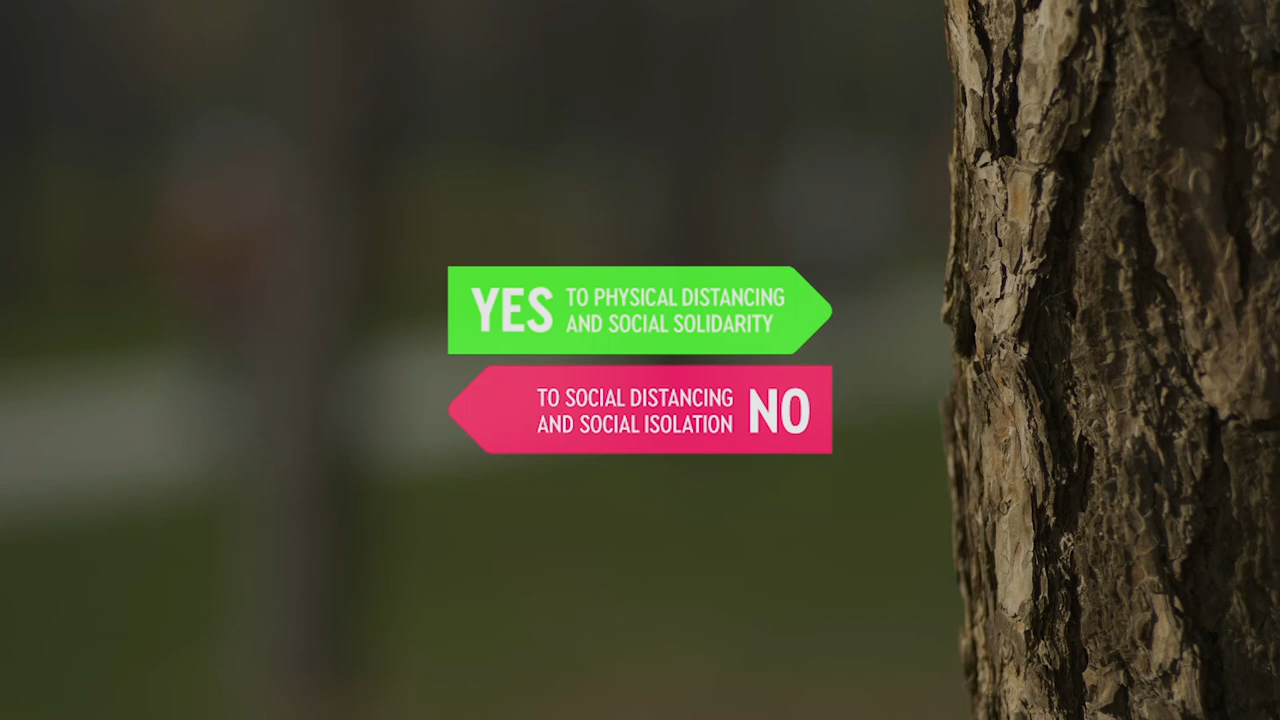 YES TO PHYSICAL DISTANCING
AND SOCIAL SOLIDARITY
TO SOCIAL DISTANCING
AND SOCIAL ISOLATION NO